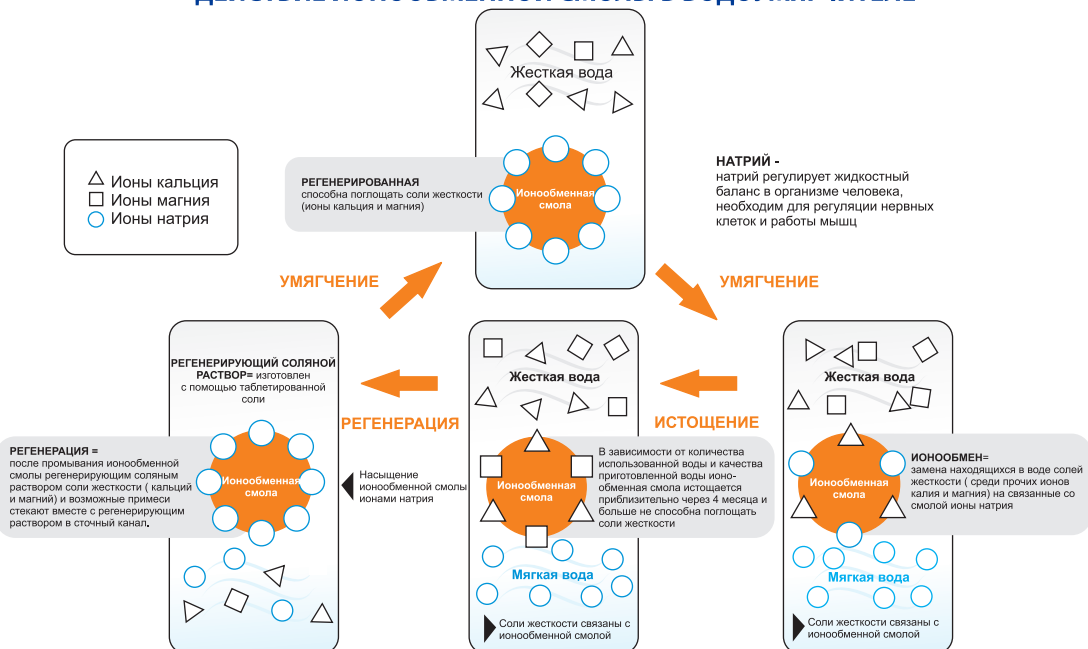 ДЕЙСТВИЕ ИОНООБМЕННОЙ СМОЛЫ В ВОДОУМЯГЧИТЕЛЕ
Жесткая вода
Ионы кальция
Ионы магния
Ионы натрия
РЕГЕНЕРИРОВАННАЯ
способна поглощать соли жесткости
(ионы кальция и магния)
Ионообменная
смола
НАТРИЙ -
натрий регулирует жидкостный
баланс в организме человека,
необходим для регуляции нервных
клеток и работы мышц
УМЯГЧЕНИЕ
УМЯГЧЕНИЕ
РЕГЕНЕРИРУЮЩИЙ СОЛЯНОЙ
РАСТВОР= изготовлен
с помощью таблетированной
соли
РЕГЕНЕРАЦИЯ
РЕГЕНЕРАЦИЯ =
после промывания ионообменной
смолы регенерирующим соляным
раствором соли жесткости ( кальций
и магний) и возможные примеси
стекают вместе с регенерирующим
раствором в сточный канал.
Ионообменная
смола
Насыщение
ионообменной смолы
ионами натрия
Жесткая вода
ИСТОЩЕНИЕ
Ионообменная
смола
В зависимости от количества
использованной воды и качества
приготовленной воды ионо-
обменная смола истощается
приблизительно через 4 месяца и
больше не способна поглощать
соли жесткости
Мягкая вода
Соли жесткости связаны с
ионообменной смолой
Жесткая вода
Ионообменная
смола
ИОНООБМЕН=
замена находящихся в воде солей
жесткости ( среди прочих ионов
калия и магния) на связанные со
смолой ионы натрия
Мягкая вода
Соли жесткости связаны с
ионообменной смолой